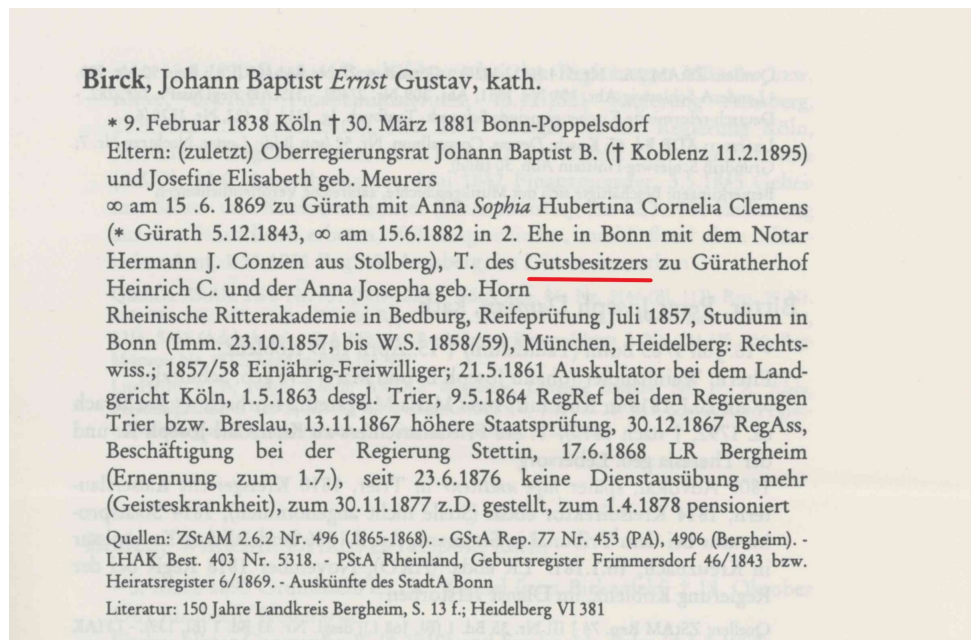 Birck, Johann Baptist Ernst Gustav, kath.
* 9. Februar 1838 Köln † 30. März 1881 Bonn-Poppelsdorf
Eltern: (zuletzt) Oberregierungsrat Johann Baptist B. († Koblenz 11.2.1895)
und Josefine Elisabeth geb. Meurers
∞ am 15 .6. 1869 zu Gürath mit Anna Sophia Hubertina Cornelia Clemens
(* Gürath 5.12.1843, ∞ am 15.6.1882 in 2. Ehe in Bonn mit dem Notar
Hermann J. Conzen aus Stolberg), T. des Gutsbesitzers zu Güratherhof
Heinrich C. und der Anna Josepha geb. Horn
Rheinische Ritterakademie in Bedburg, Reifeprüfung Juli 1857, Studium in
Bonn (Imm. 23.10.1857, bis W.S. 1858/59), München, Heidelberg: Rechts-
wiss.; 1857/58 Einjährig-Freiwilliger; 21.5.1861 Auskultator bei dem Land-
gericht Köln, 1.5.1863 desgl. Trier, 9.5.1864 RegRef bei den Regierungen
Trier bzw. Breslau, 13.11.1867 höhere Staatsprüfung, 30.12.1867 RegAss,
Beschäftigung bei der Regierung Stettin, 17.6.1868 LR Bergheim
(Ernennung zum 1.7.), seit 23.6.1876 keine Dienstausübung mehr
(Geisteskrankheit), zum 30.11.1877 z.D. gestellt, zum 1.4.1878 pensioniert
Quellen: ZStAM 2.6.2 Nr. 496 (1865-1868). - GStA Rep. 77 Nr. 453 (PA), 4906 (Bergheim). -
LHAK Best. 403 Nr. 5318. - PStA Rheinland, Geburtsregister Frimmersdorf 46/1843 bzw.
Heiratsregister 6/1869. - Auskünfte des StadtA Bonn
Literatur: 150 Jahre Landkreis Bergheim, S. 13 f.; Heidelberg VI 381